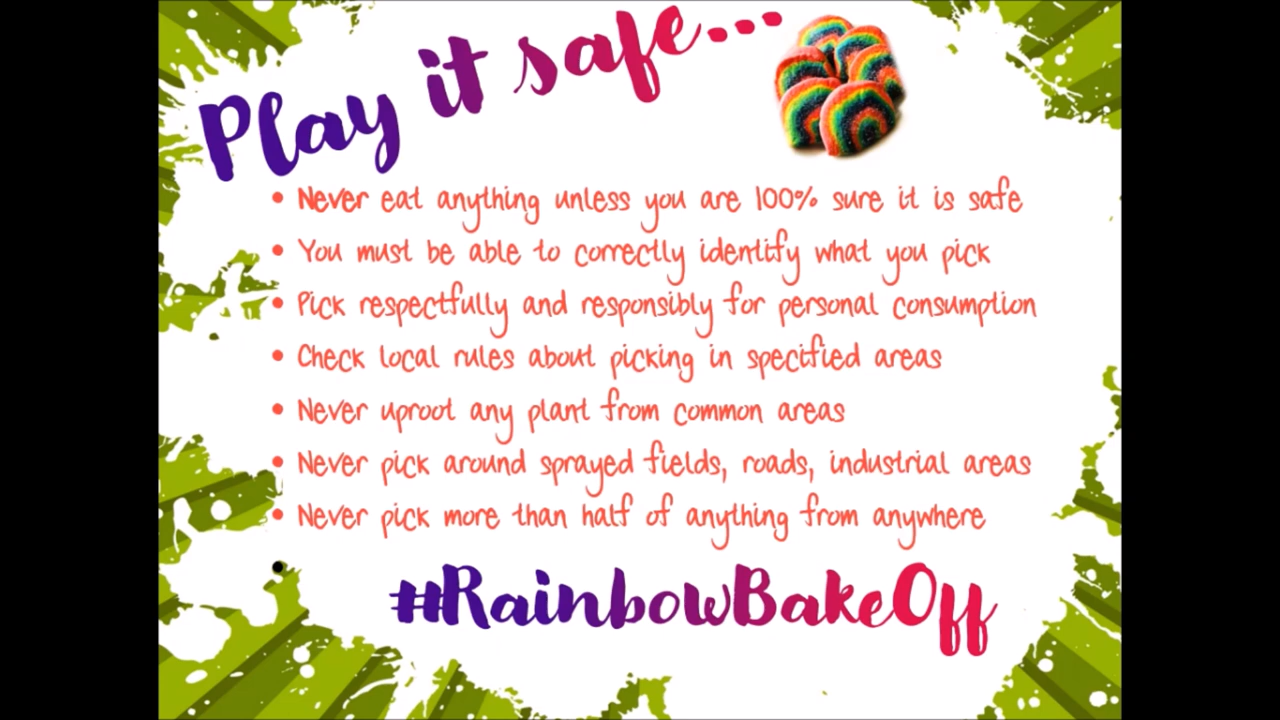 Play it safe...
• Never eat anything unless you are 100% sure it is safe
• You must be able to correctly identify what you pick
• Pick respectfully and responsibly for personal consumption
• Check local rules about picking in specified areas
• Never uproot any plant from common areas
• Never pick around sprayed fields, roads, industrial areas
• Never pick more than half of anything from anywhere
•
#RainbowBakeOff